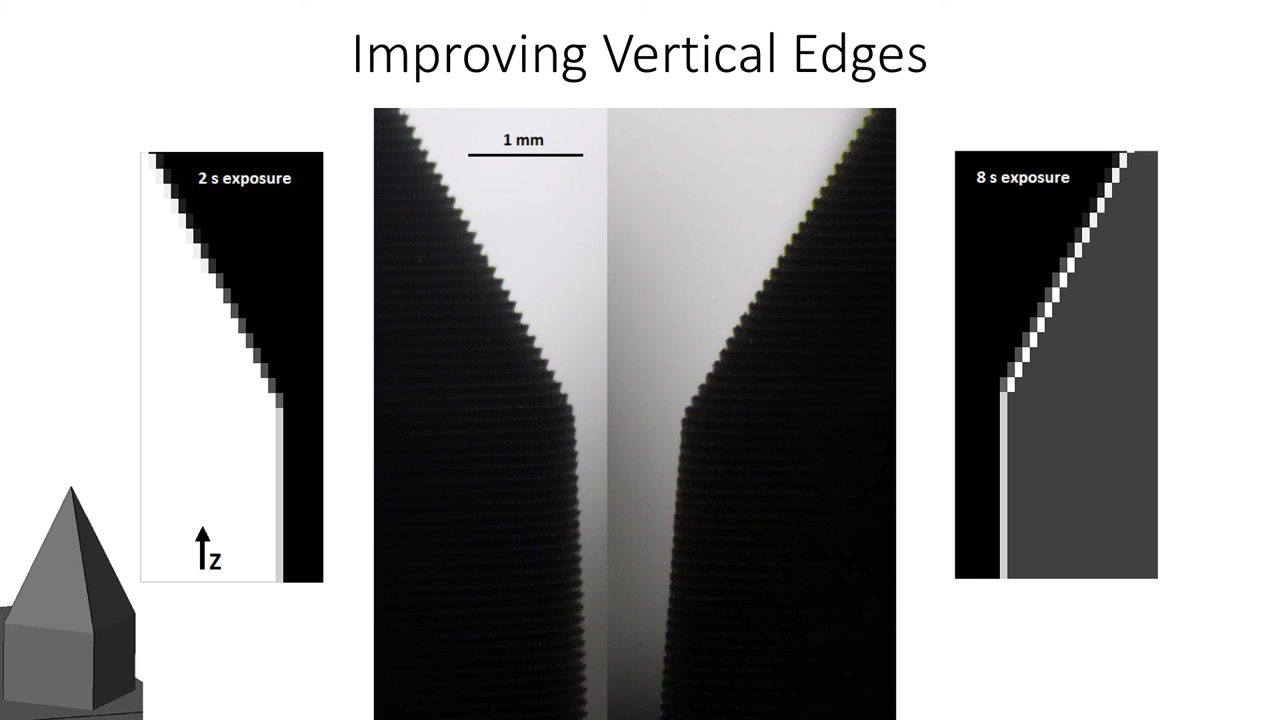 Improving Vertical Edges
1 mm
2 s exposure
8 s exposure
Z